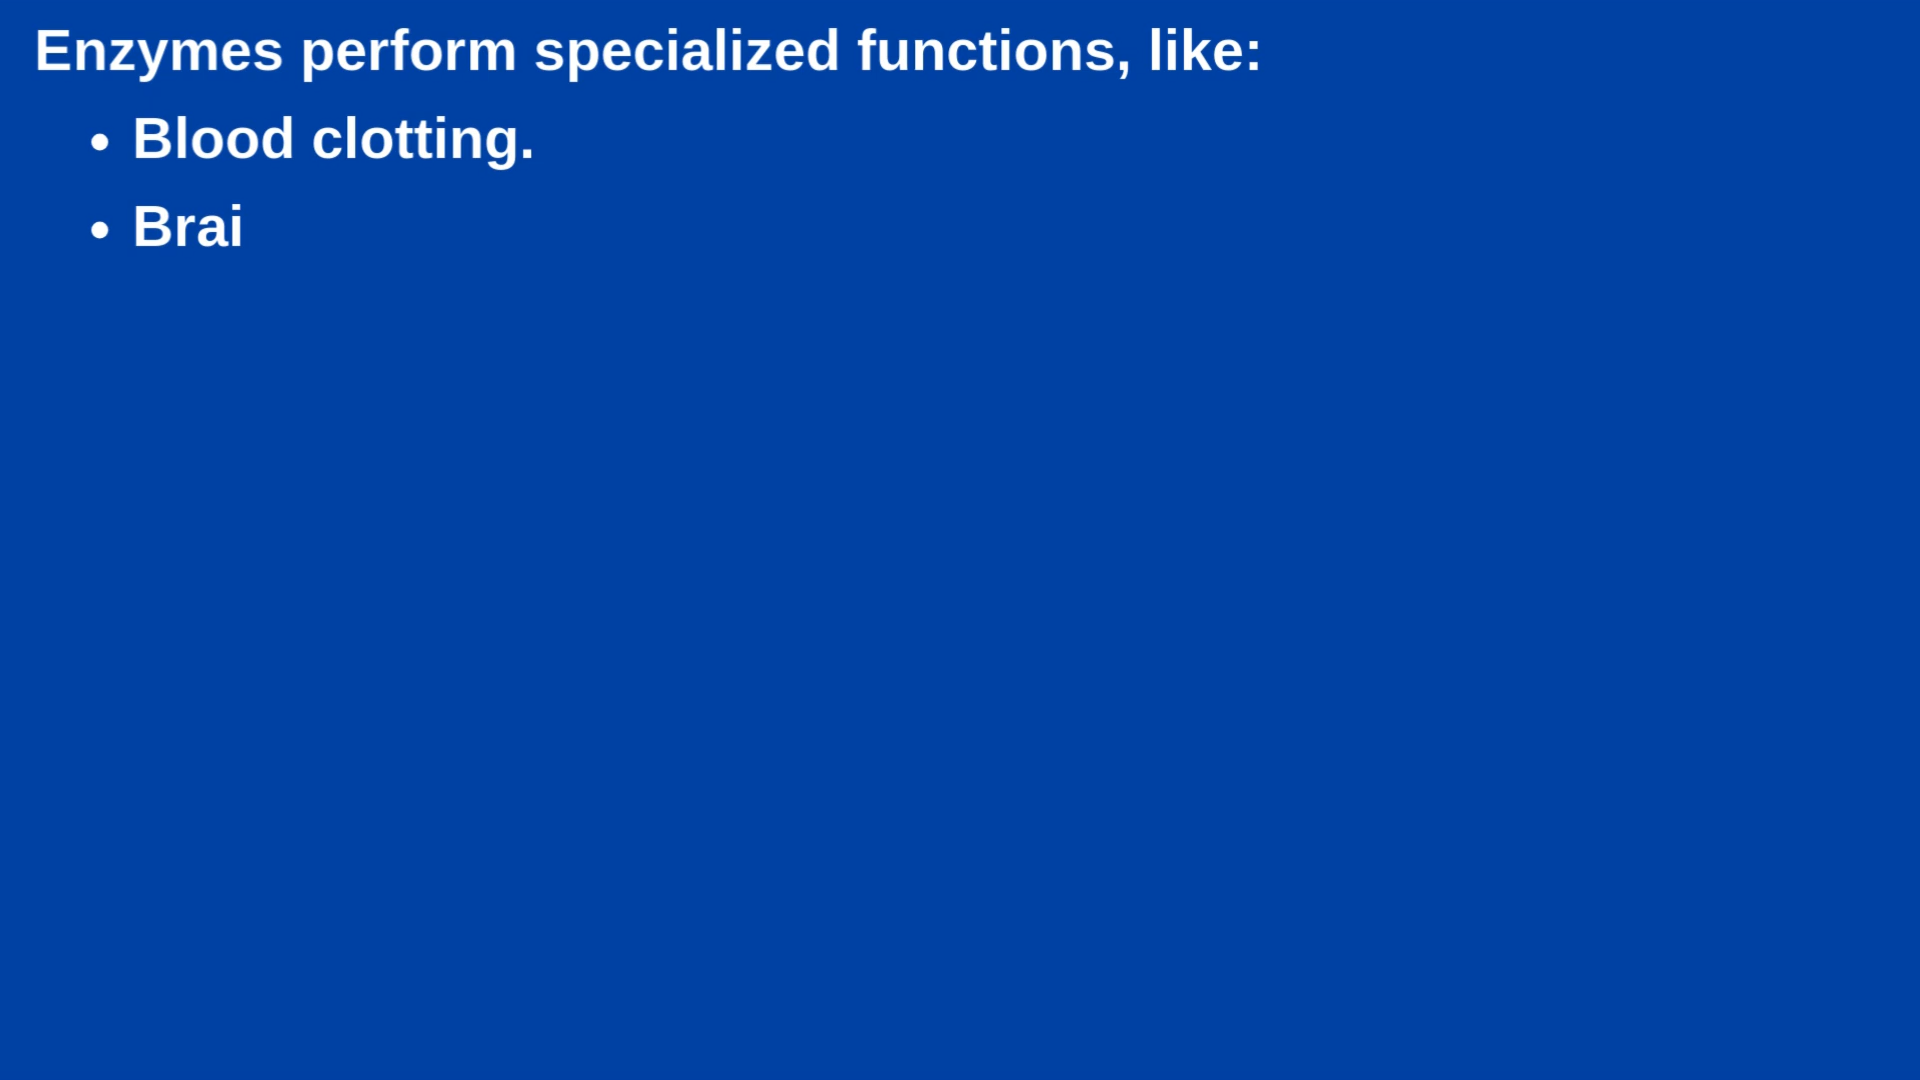 Enzymes perform specialized functions, like:
• Blood clotting.
• Brai